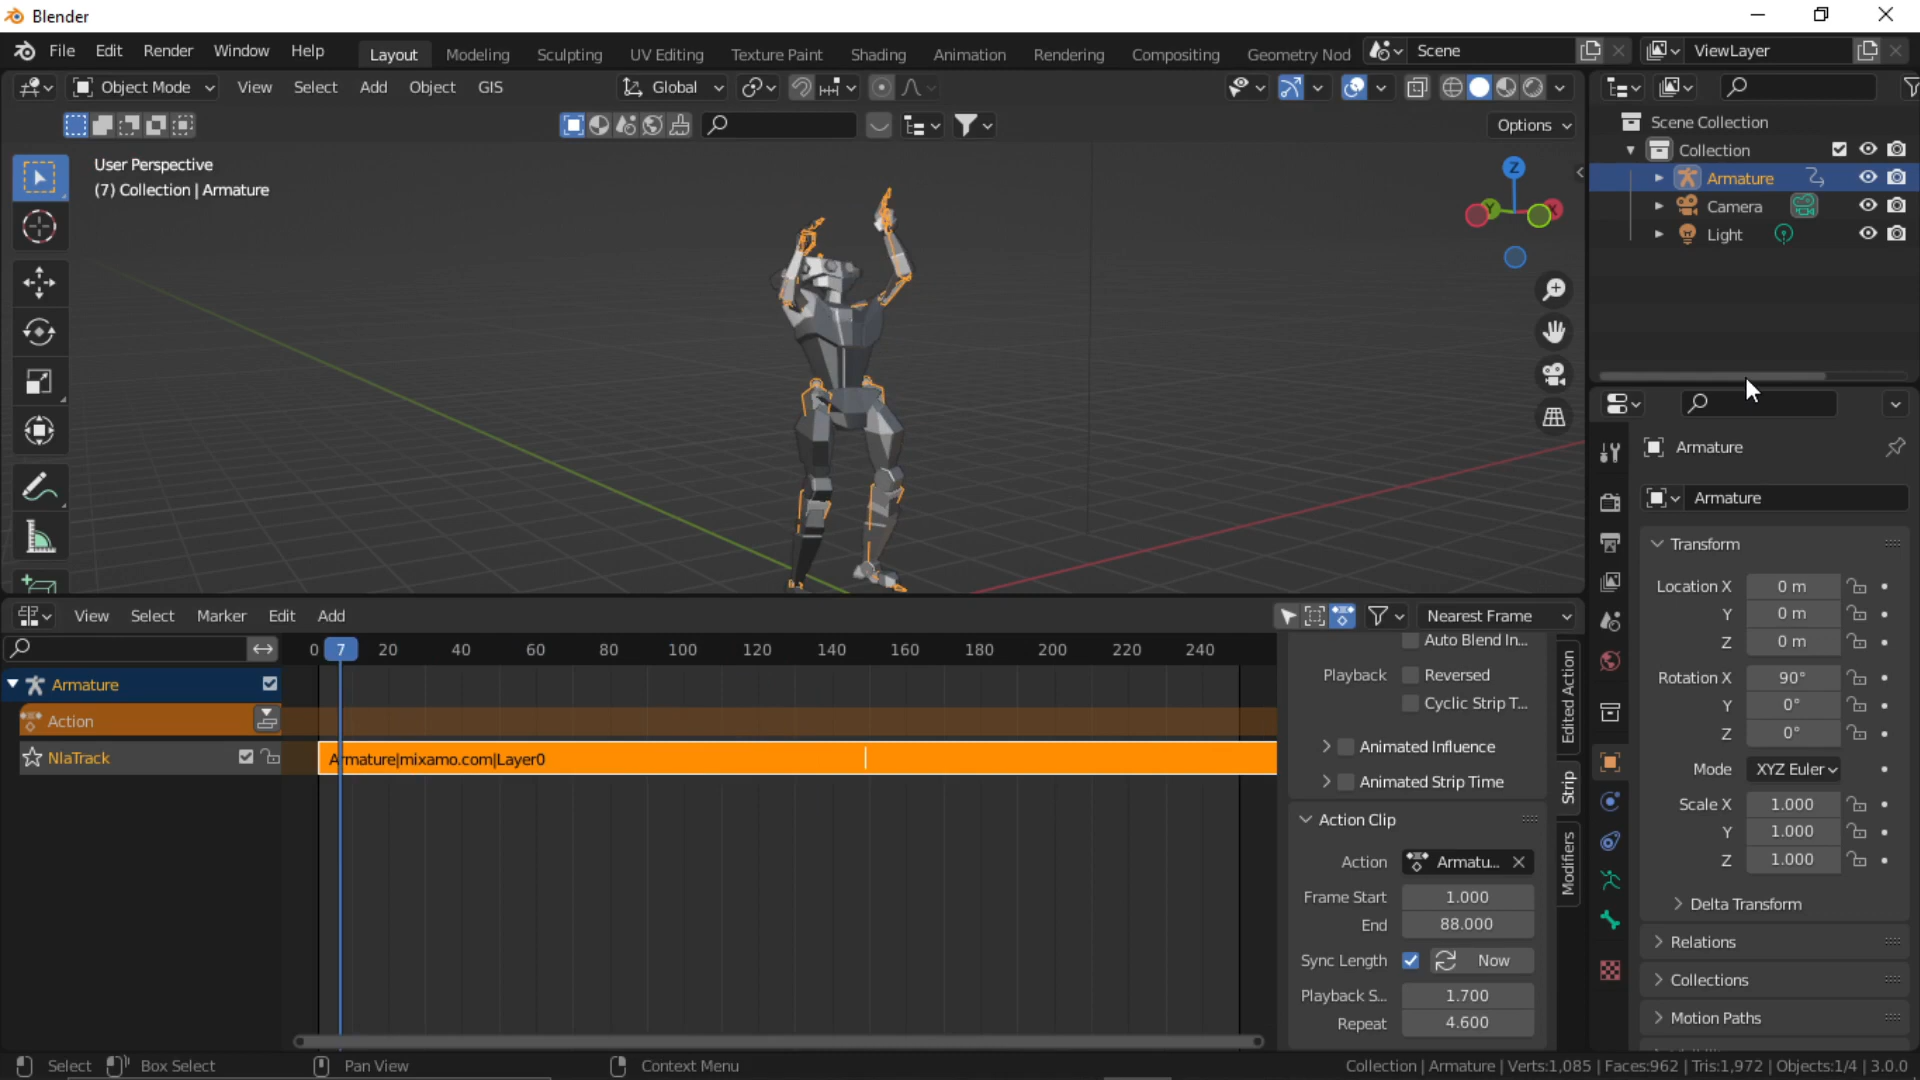 Blender
File Edit Render Window Help Layout Modeling Sculpting UV Editing Texture Paint Shading Animation Rendering Compositing Geometry Nod Scene ViewLayer
Object Mode View Select Add Object GIS Global
Options
User Perspective
(7) Collection | Armature
Z
Y
X
Scene Collection
Collection
Armature
Camera
Light
Armature
Armature
Transform
Location X 0 m
Y 0 m
Z 0 m
Rotation X 90°
Y 0°
Z 0°
Mode XYZ Euler
Scale X 1.000
Y 1.000
Z 1.000
Delta Transform
Relations
Collections
Motion Paths
View Select Marker Edit Add Nearest Frame
0 7 20 40 60 80 100 120 140 160 180 200 220 240
Armature
Action
NlaTrack
Armature|mixamo.com|Layer0
Auto Blend In...
Playback Reversed
Cyclic Strip T...
Animated Influence
Animated Strip Time
Action Clip
Action Armatu...
Frame Start 1.000
End 88.000
Sync Length Now
Playback S... 1.700
Repeat 4.600
Edited Action
Strip
Modifiers
Select Box Select Pan View Context Menu Collection | Armature | Verts:1,085 | Faces:962 | Tris:1,972 | Objects:1/4 | 3.0.0